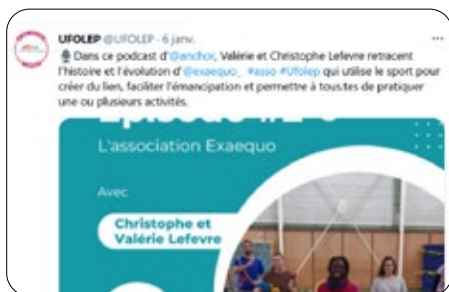 UFOLEP @UFOLEP · 6 janv.
Dans ce podcast d'@andhor, Valérie et Christophe Lefevre retracent
l'histoire et l'évolution d'@exaequo_ #asso #Ufolep qui utilise le sport pour
créer du lien, faciliter l'émancipation et permettre à tous.tes de pratiquer
une ou plusieurs activités.
L'association Exaequo
Avec
Christophe et
Valérie Lefevre